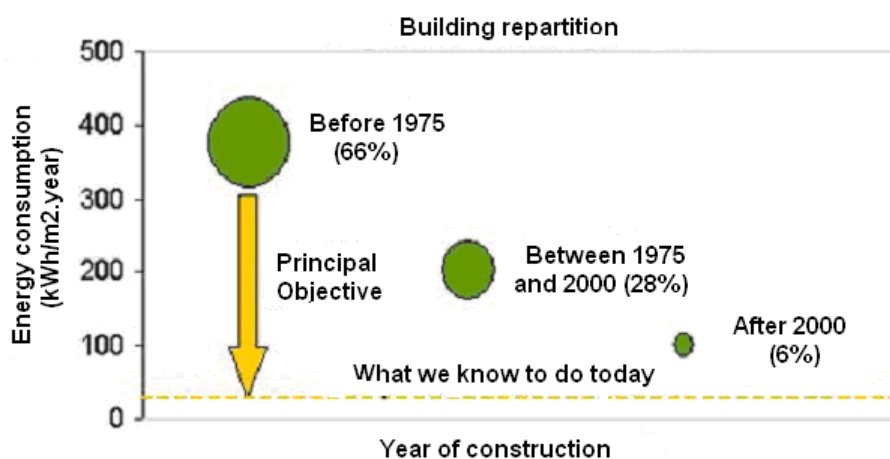 Building repartition
500
400
300
200
100
0
Energy consumption
(kWh/m2.year)
Before 1975
(66%)
Principal
Objective
Between 1975
and 2000 (28%)
After 2000
(6%)
What we know to do today
Year of construction